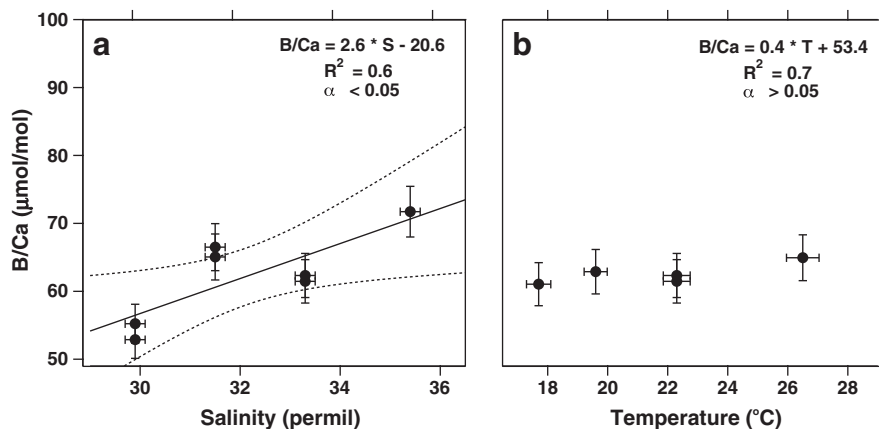 a
B/Ca = 2.6 * S - 20.6
R² = 0.6
α < 0.05
100
90
80
70
60
50
B/Ca (μmol/mol)
30 32 34 36
Salinity (permil)
b
B/Ca = 0.4 * T + 53.4
R² = 0.7
α > 0.05
18 20 22 24 26 28
Temperature (°C)